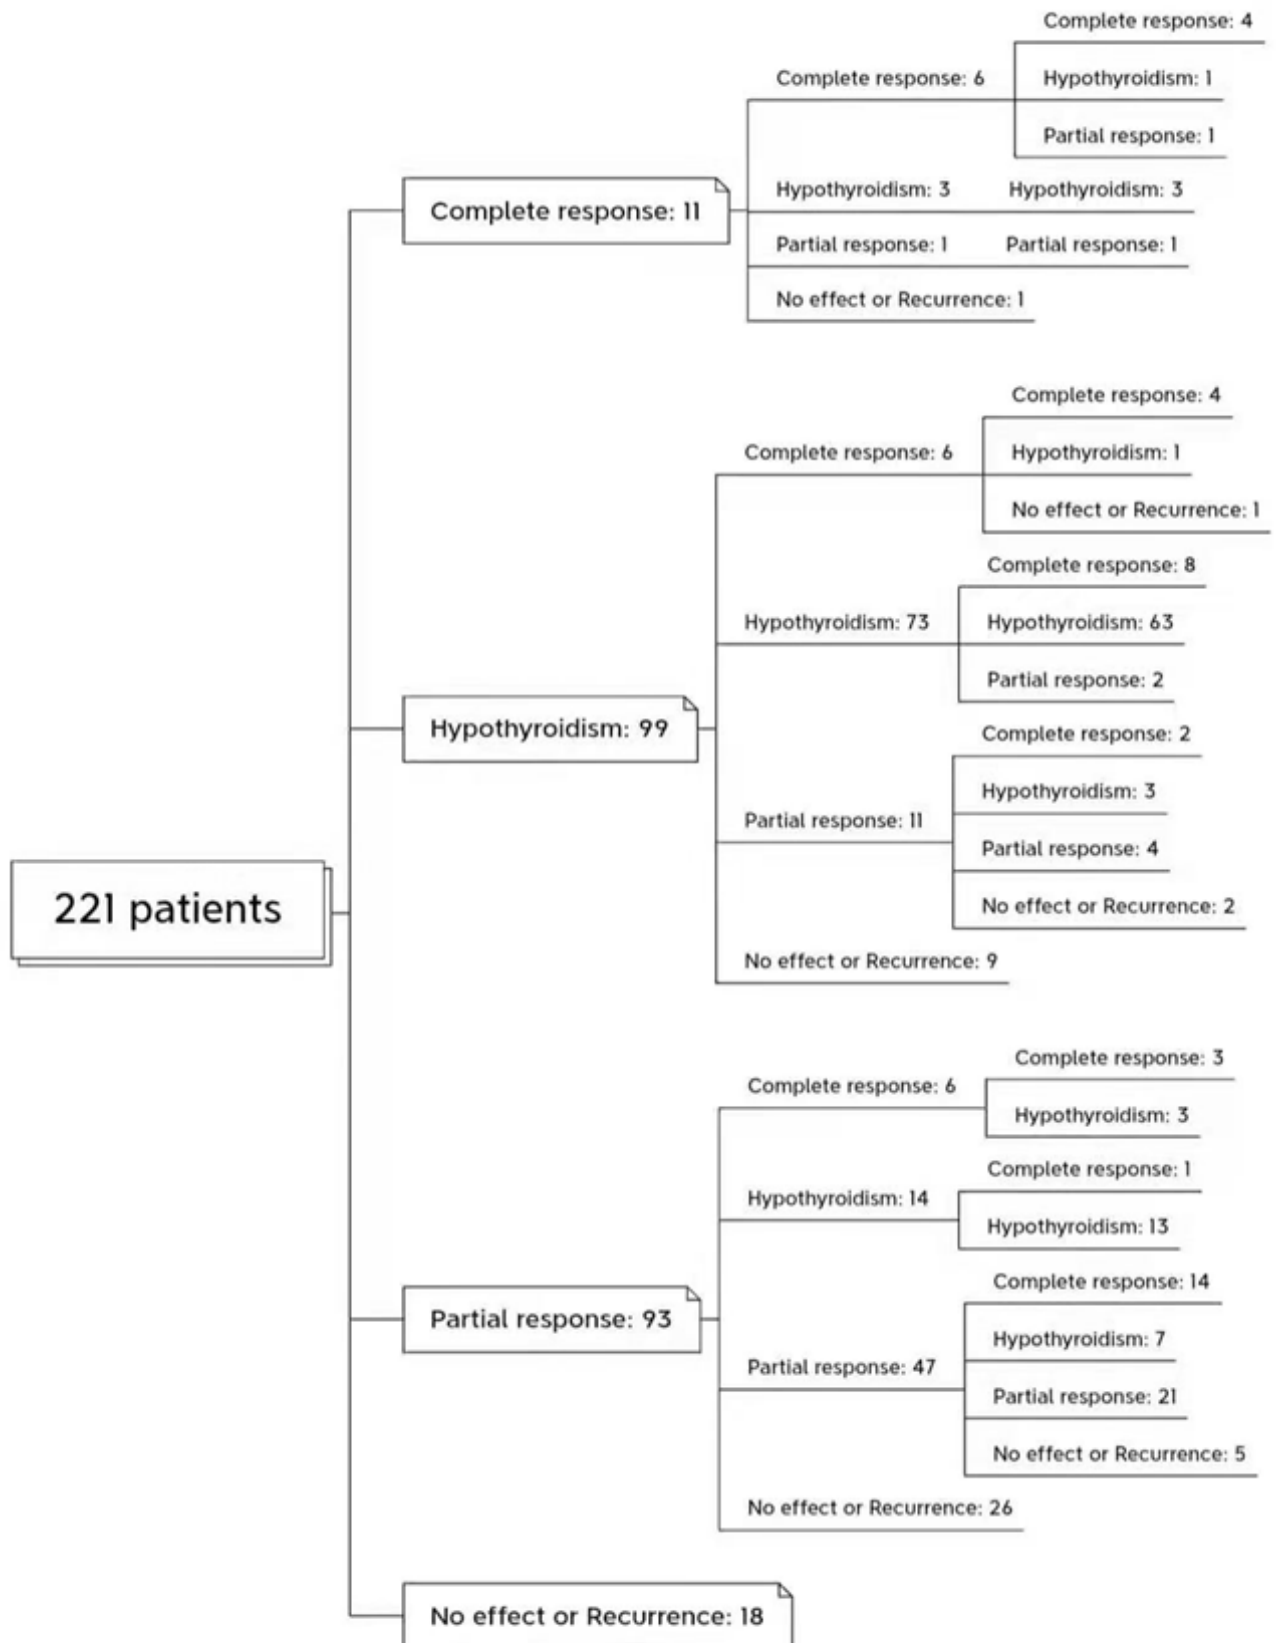 Complete response: 4
Complete response: 6
Hypothyroidism: 1
Partial response: 1
Complete response: 11
Hypothyroidism: 3
Hypothyroidism: 3
Partial response: 1
Partial response: 1
No effect or Recurrence: 1
Complete response: 4
Complete response: 6
Hypothyroidism: 1
No effect or Recurrence: 1
Complete response: 8
Hypothyroidism: 73
Hypothyroidism: 63
Partial response: 2
Hypothyroidism: 99
Complete response: 2
Hypothyroidism: 3
Partial response: 11
Partial response: 4
No effect or Recurrence: 2
221 patients
No effect or Recurrence: 9
Complete response: 3
Complete response: 6
Hypothyroidism: 3
Complete response: 1
Hypothyroidism: 14
Hypothyroidism: 13
Complete response: 14
Partial response: 93
Hypothyroidism: 7
Partial response: 47
Partial response: 21
No effect or Recurrence: 5
No effect or Recurrence: 26
No effect or Recurrence: 18